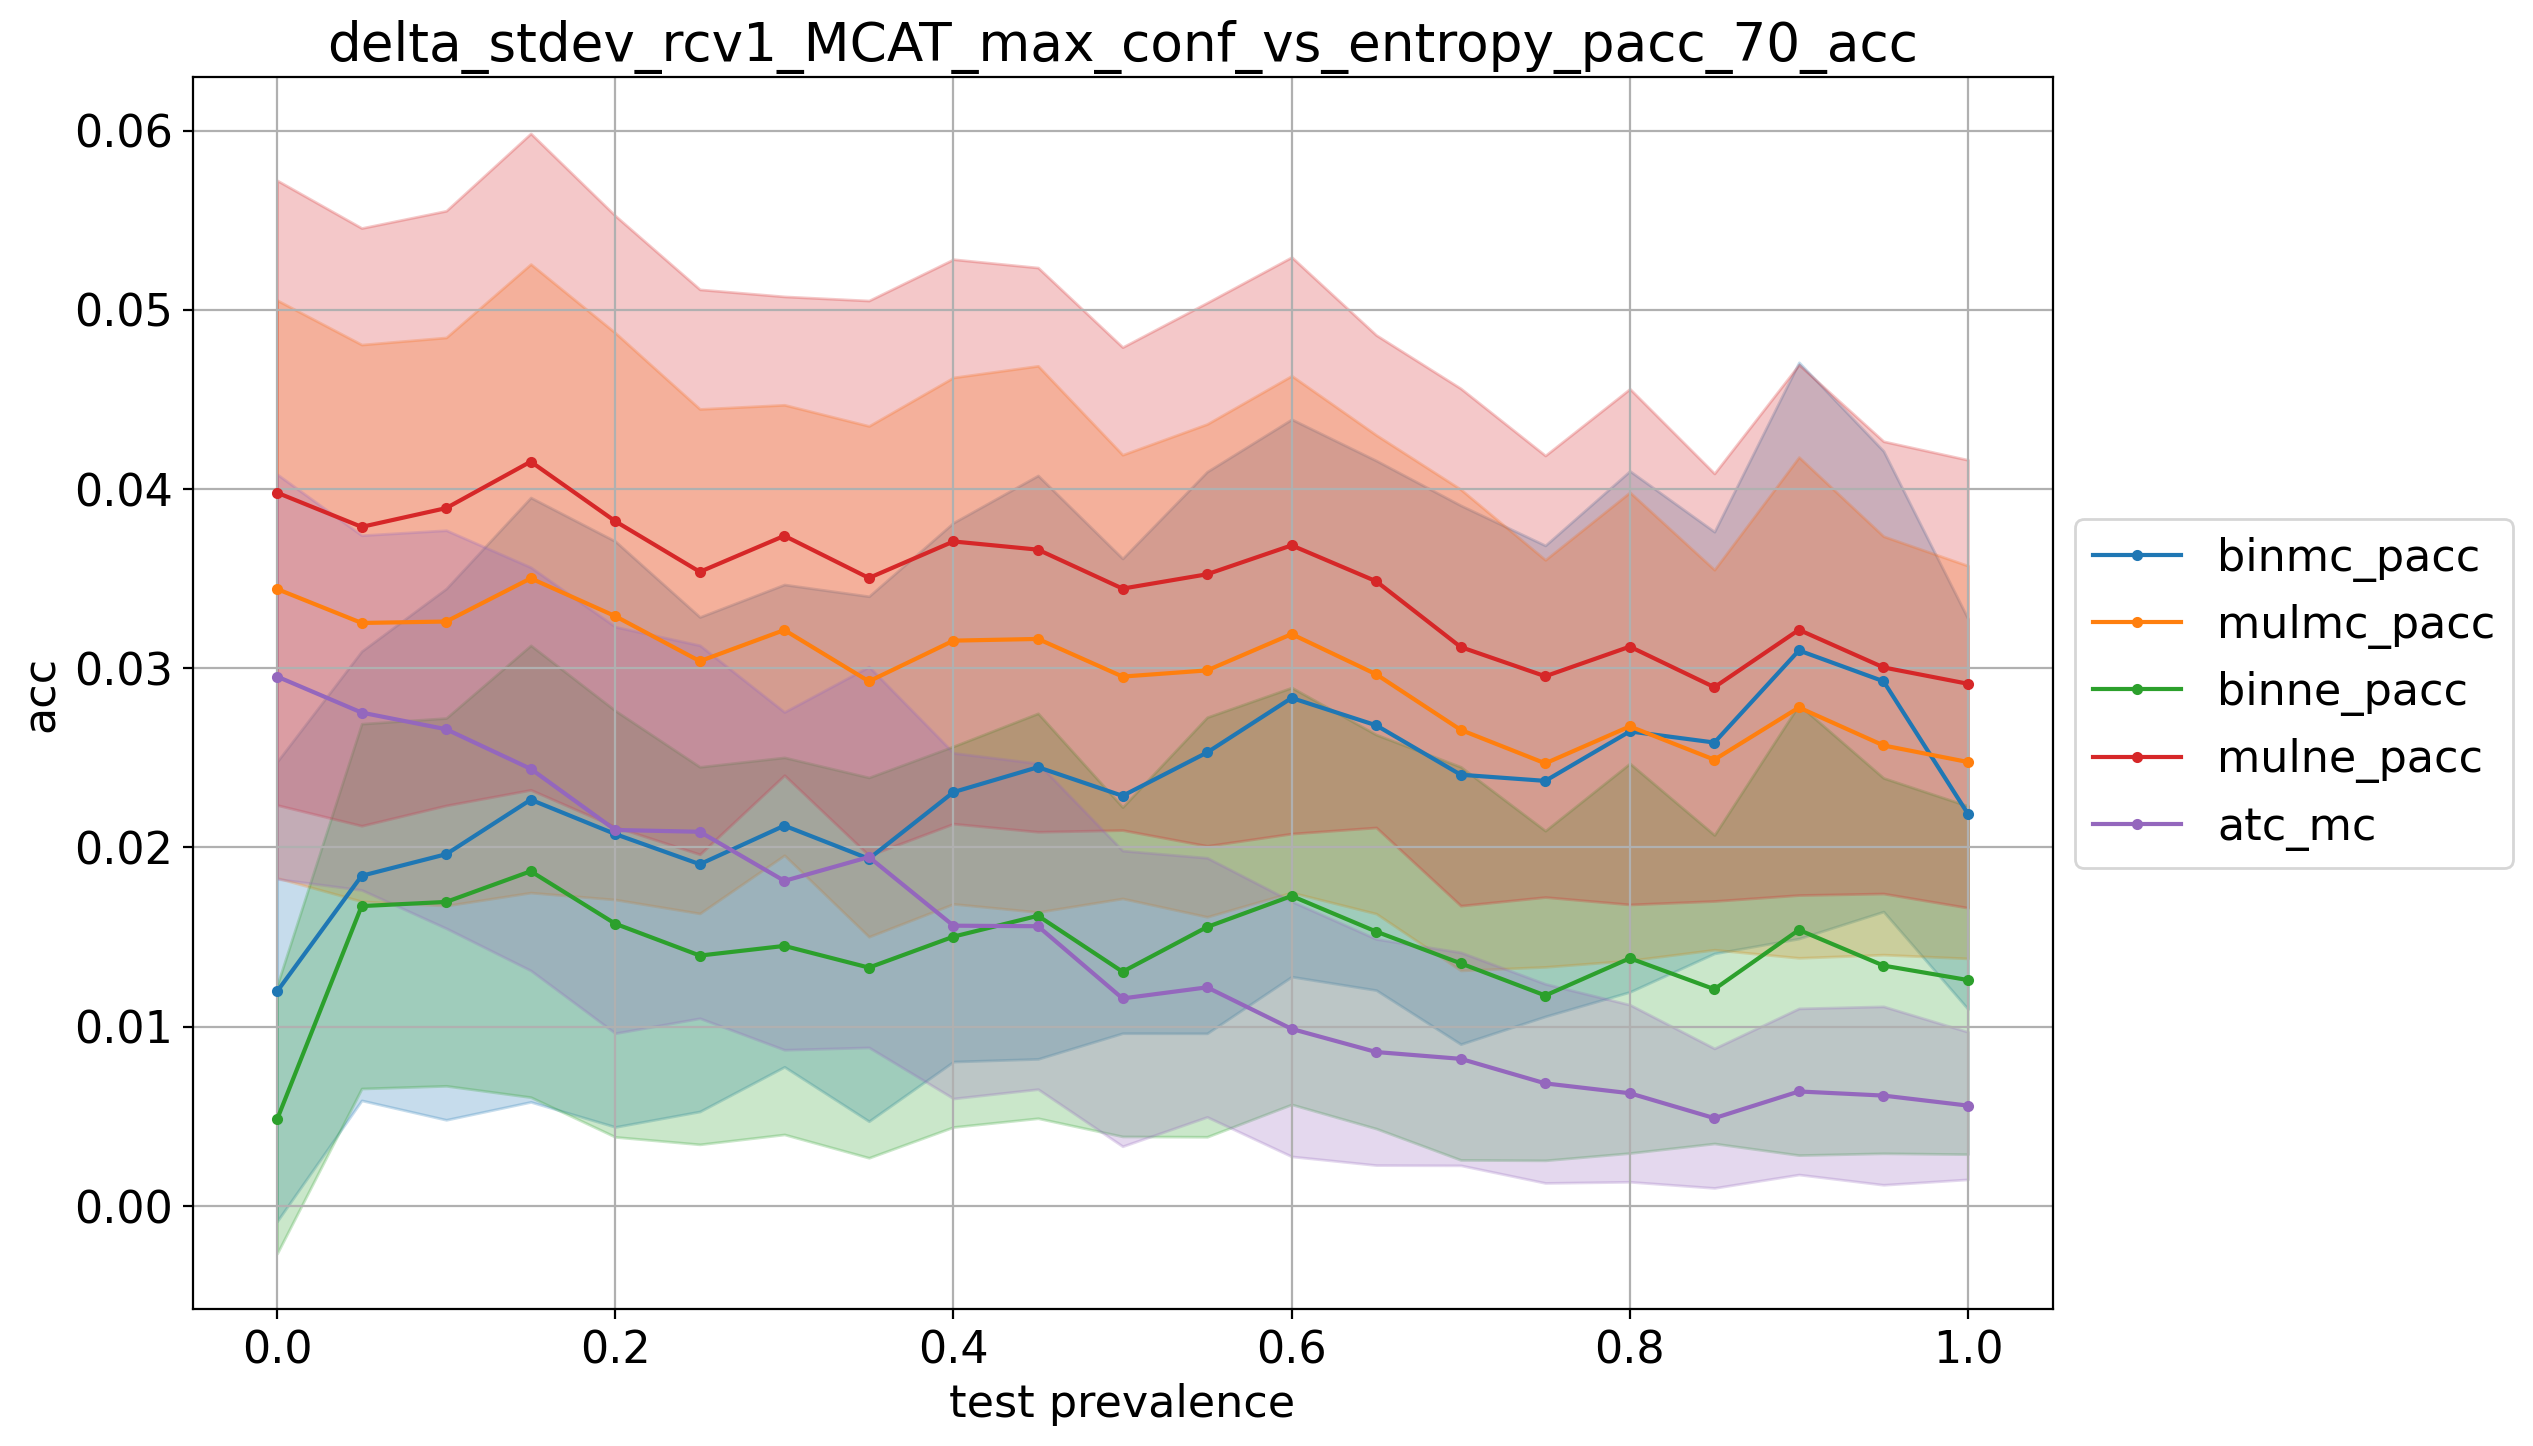 delta_stdev_rcv1_MCAT_max_conf_vs_entropy_pacc_70_acc
0.06
0.05
0.04
0.03
0.02
0.01
0.00
acc
0.0 0.2 0.4 0.6 0.8 1.0
test prevalence
binmc_pacc
mulmc_pacc
binne_pacc
mulne_pacc
atc_mc